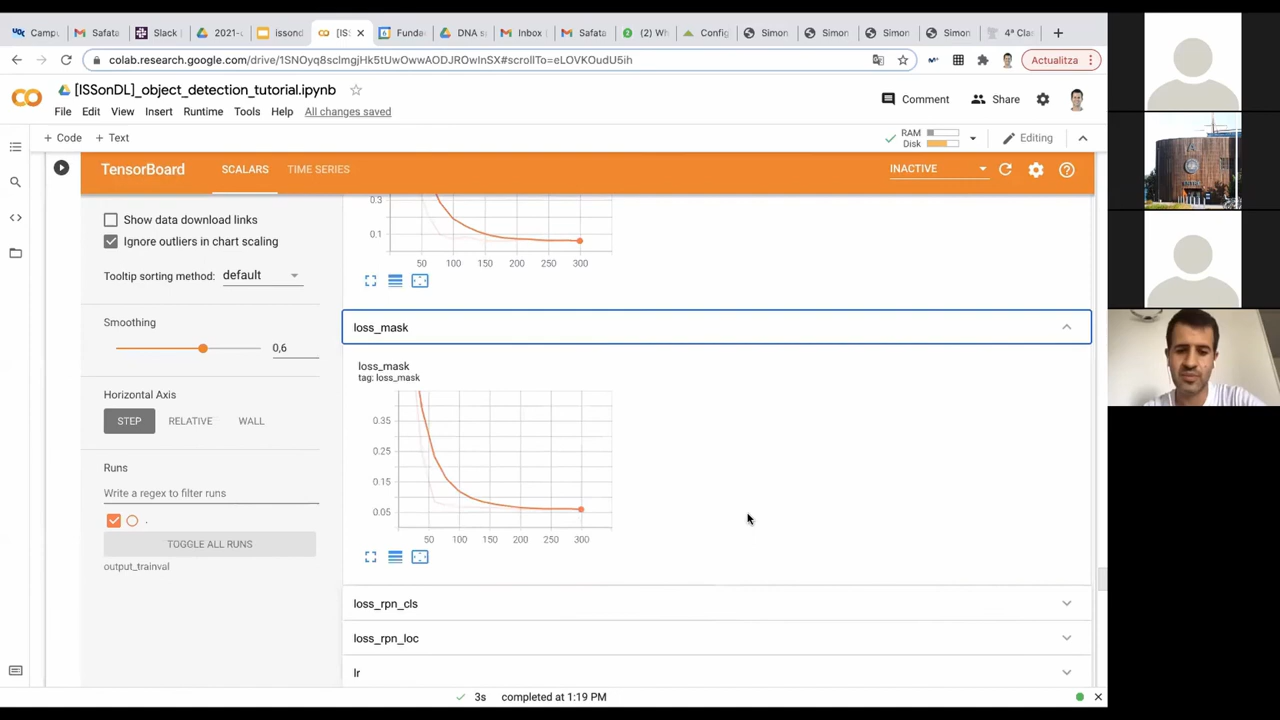 Campu
Safata
Slack
2021-
issond
[IS
Funda
DNA s
Inbox
Safata
(2) Wh
Config
Simon
Simon
Simon
Simon
4ª Clas
colab.research.google.com/drive/1SNOyq8sclmgjHk5tUwOwwAODJROwInSX#scrollTo=eLOVKOudU5ih
Actualitza
[ISSonDL]_object_detection_tutorial.ipynb
Comment
Share
File Edit View Insert Runtime Tools Help All changes saved
+ Code + Text
RAM
Disk
Editing
TensorBoard
SCALARS
TIME SERIES
INACTIVE
Show data download links
Ignore outliers in chart scaling
Tooltip sorting method: default
Smoothing
0,6
Horizontal Axis
STEP RELATIVE WALL
Runs
Write a regex to filter runs
.
TOGGLE ALL RUNS
output_trainval
0.3
0.1
50 100 150 200 250 300
loss_mask
loss_mask
tag: loss_mask
0.35
0.25
0.15
0.05
50 100 150 200 250 300
loss_rpn_cls
loss_rpn_loc
lr
3s completed at 1:19 PM